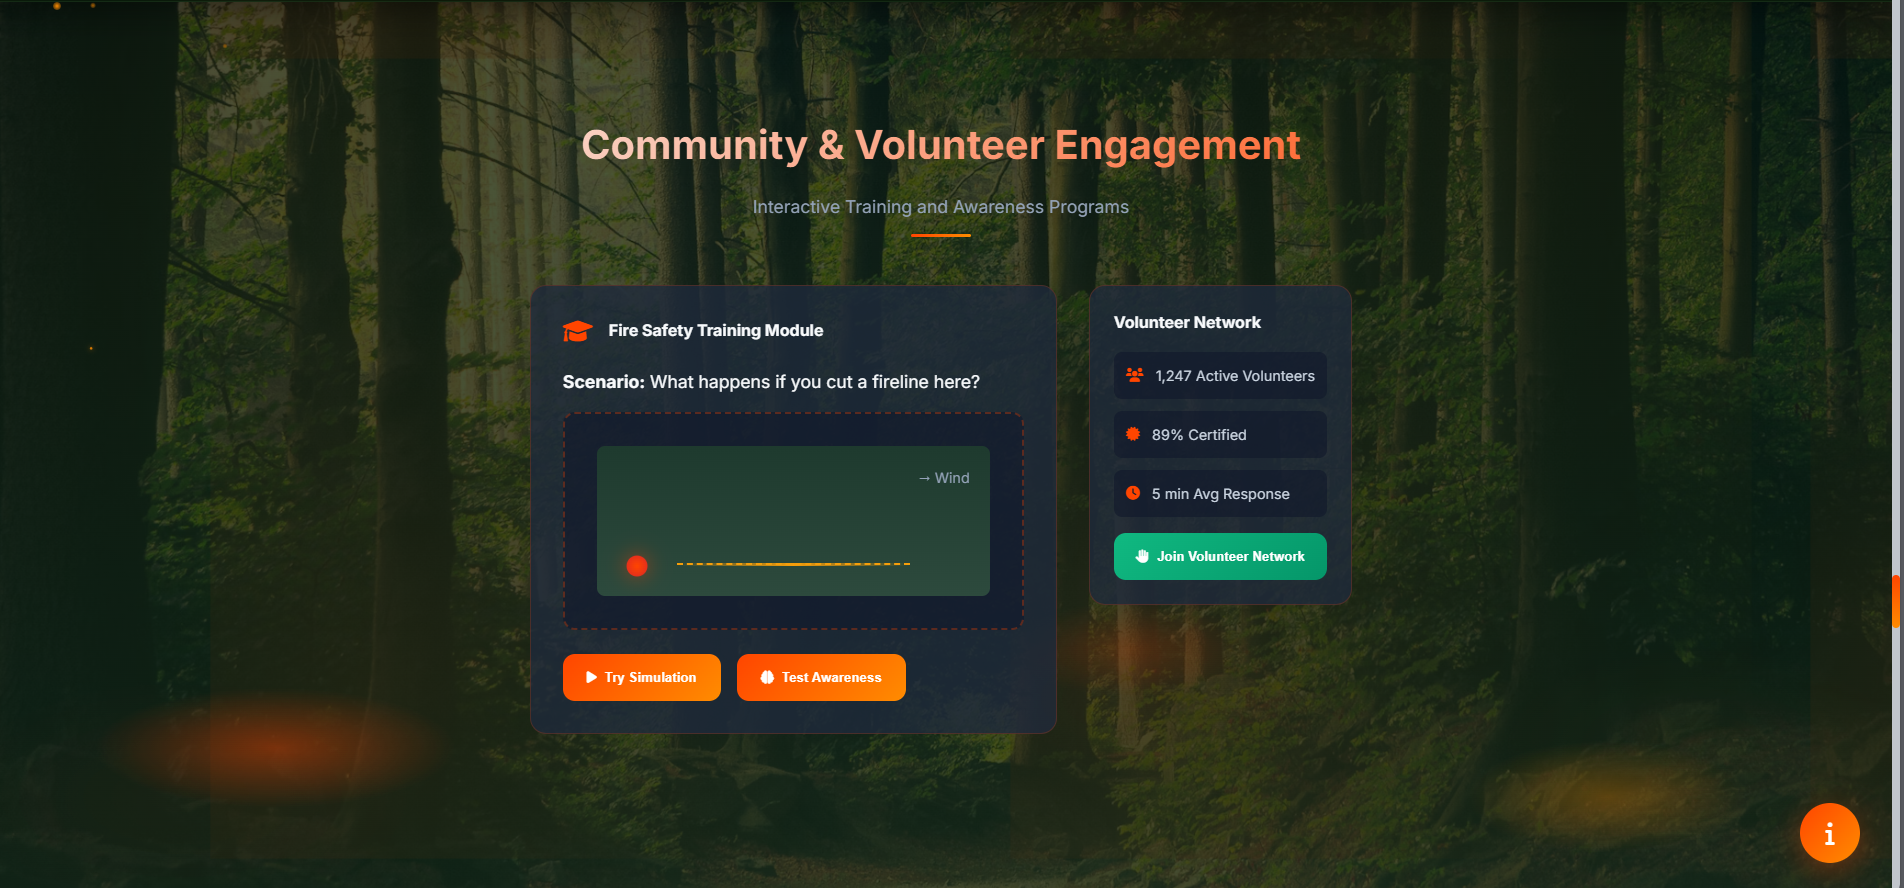 Community & Volunteer Engagement
Interactive Training and Awareness Programs
Fire Safety Training Module
Scenario: What happens if you cut a fireline here?
→ Wind
Try Simulation
Test Awareness
Volunteer Network
1,247 Active Volunteers
89% Certified
5 min Avg Response
Join Volunteer Network
i